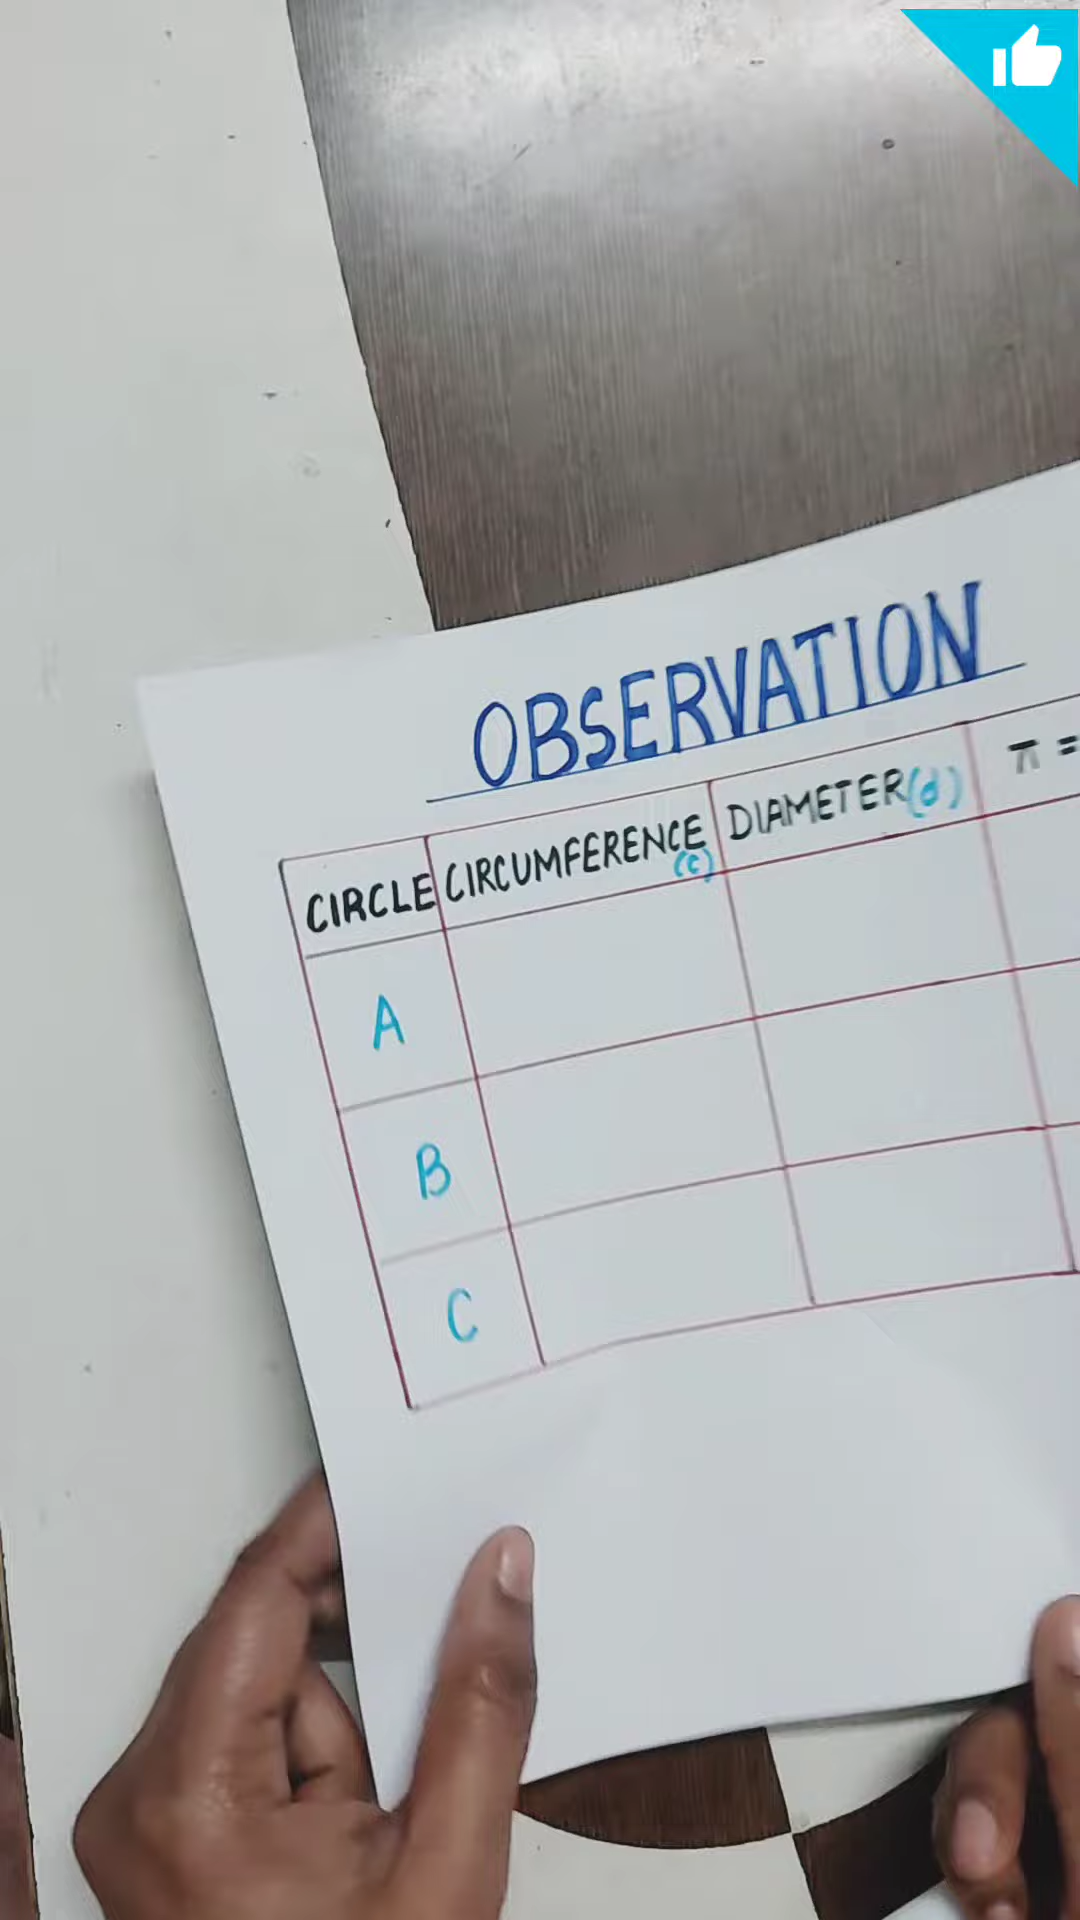 OBSERVATION
CIRCLE CIRCUMFERENCE (c) DIAMETER (d) π =
A
B
C